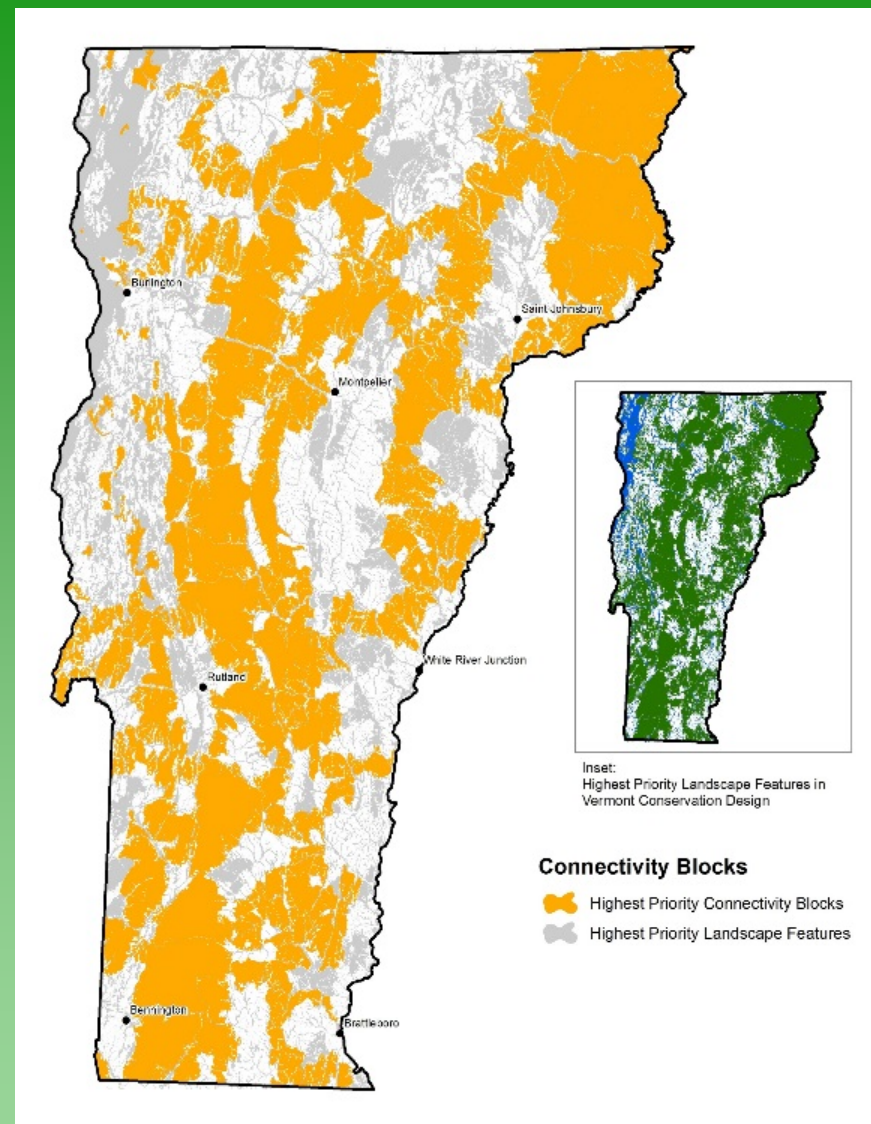 Burlington
Saint Johnsbury
Montpelier
White River Junction
Rutland
Inset:
Highest Priority Landscape Features in
Vermont Conservation Design
Connectivity Blocks
Highest Priority Connectivity Blocks
Highest Priority Landscape Features
Bennington
Brattleboro